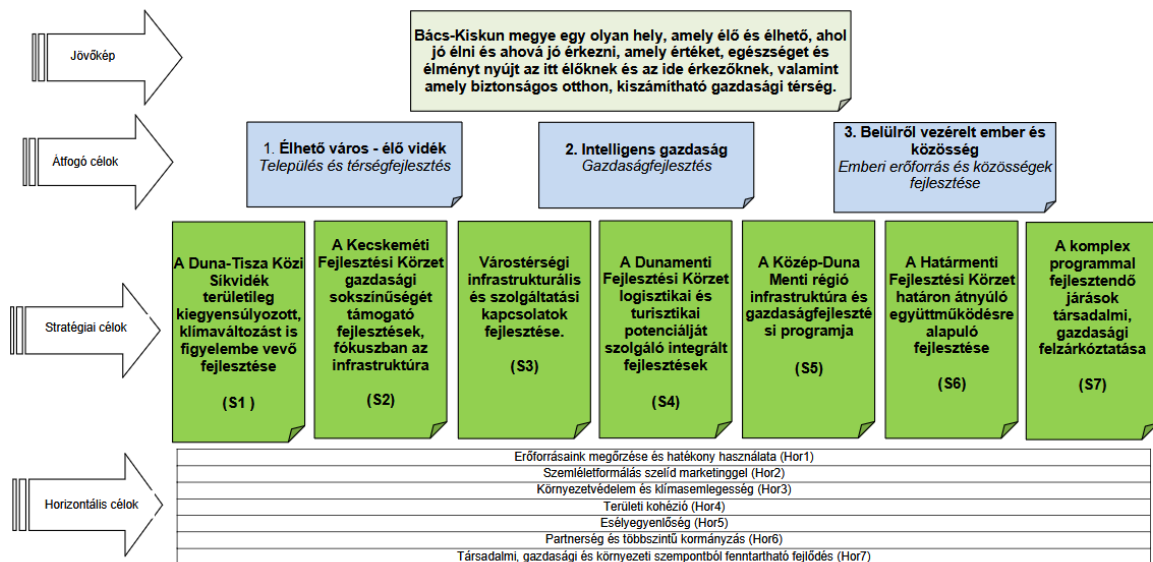 Jövőkép
Bács-Kiskun megye egy olyan hely, amely élő és élhető, ahol
jó élni és ahová jó érkezni, amely értéket, egészséget és
élményt nyújt az itt élőknek és az ide érkezőknek, valamint
amely biztonságos otthon, kiszámítható gazdasági térség.
Átfogó célok
1. Élhető város - élő vidék
Település és térségfejlesztés
2. Intelligens gazdaság
Gazdaságfejlesztés
3. Belülről vezérelt ember és
közösség
Emberi erőforrás és közösségek
fejlesztése
Stratégiai célok
A Duna-Tisza Közi
Síkvidék
területileg
kiegyensúlyozott,
klímaváltozást is
figyelembe vevő
fejlesztése
(S1 )
A Kecskeméti
Fejlesztési Körzet
gazdasági
sokszínűségét
támogató
fejlesztések,
fókuszban az
infrastruktúra
(S2)
Várostérségi
infrastrukturális
és szolgáltatási
kapcsolatok
fejlesztése.
(S3)
A Dunamenti
Fejlesztési Körzet
logisztikai és
turisztikai
potenciálját
szolgáló integrált
fejlesztések
(S4)
A Közép-Duna
Menti régió
infrastruktúra és
gazdaságfejleszté
si programja
(S5)
A Határmenti
Fejlesztési Körzet
határon átnyúló
együttműködésre
alapuló
fejlesztése
(S6)
A komplex
programmal
fejlesztendő
járások
társadalmi,
gazdasági
felzárkóztatása
(S7)
Horizontális célok
Erőforrásaink megőrzése és hatékony használata (Hor1)
Szemléletformálás szelíd marketinggel (Hor2)
Környezetvédelem és klímasemlegesség (Hor3)
Területi kohézió (Hor4)
Esélyegyenlőség (Hor5)
Partnerség és többszintű kormányzás (Hor6)
Társadalmi, gazdasági és környezeti szempontból fenntartható fejlődés (Hor7)